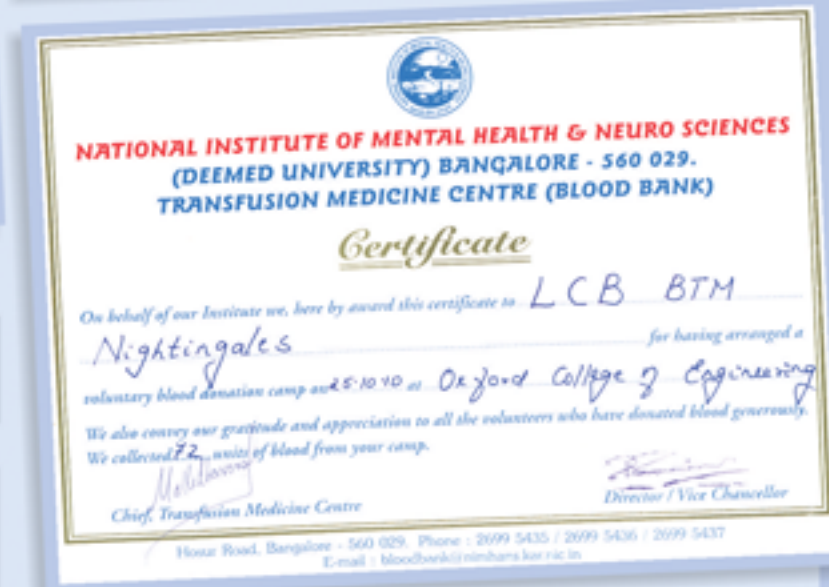 NATIONAL INSTITUTE OF MENTAL HEALTH & NEURO SCIENCES
(DEEMED UNIVERSITY) BANGALORE - 560 029.
TRANSFUSION MEDICINE CENTRE (BLOOD BANK)
Certificate
On behalf of our Institute we, here by award this certificate to LCB BTM
Nightingales for having arranged a
voluntary blood donation camp on 25.10.10 at Oxford College of Engineering
We also convey our gratitude and appreciation to all the volunteers who have donated blood generously.
We collected 72 units of blood from your camp.
Chief, Transfusion Medicine Centre
Director / Vice Chancellor
Hosur Road, Bangalore - 560 029. Phone : 2699 5435 / 2699 5436 / 2699 5437
E-mail : bloodbank@nimhans.kar.nic.in